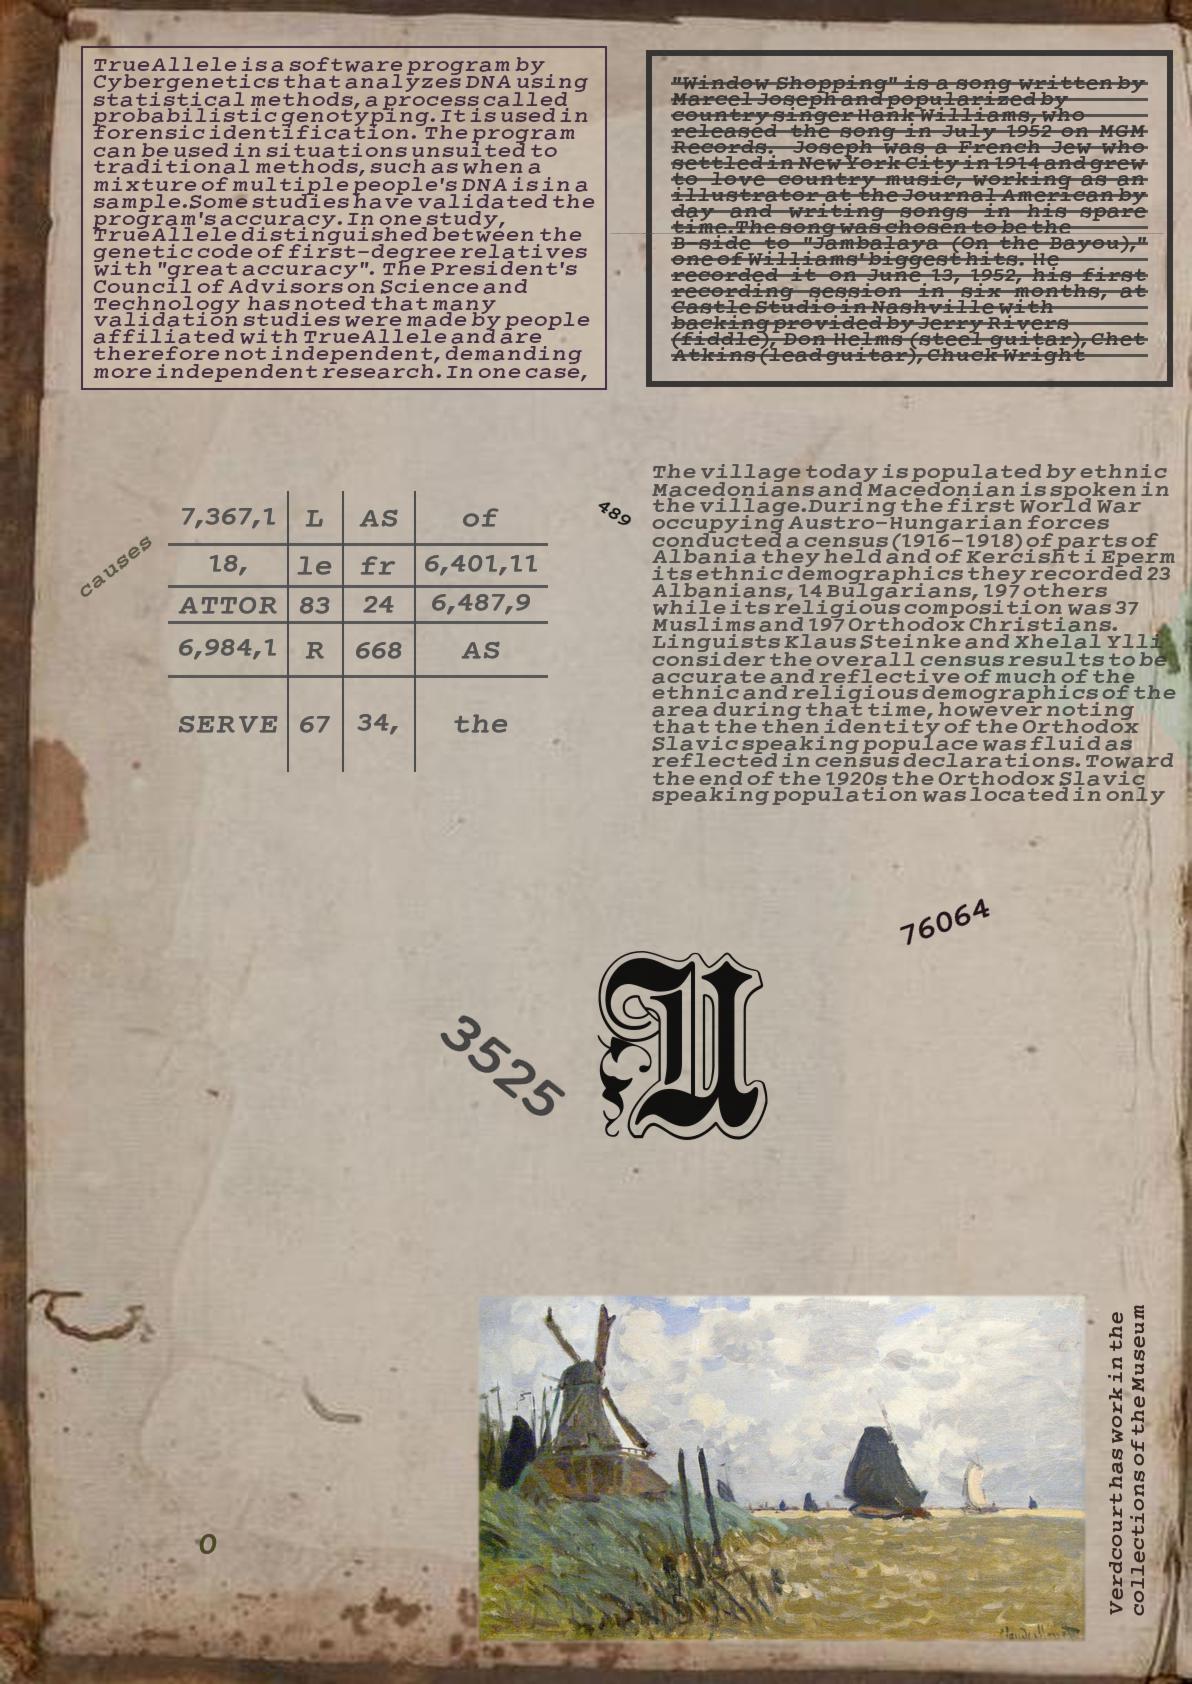 TrueAllele is a software program by
Cybergenetics that analyzes DNA using
statistical methods, a process called
probabilistic genotyping. It is used in
forensic identification. The program
can be used in situations unsuited to
traditional methods, such as when a
mixture of multiple people's DNA is in a
sample. Some studies have validated the
program's accuracy. In one study,
TrueAllele distinguished between the
genetic code of first-degree relatives
with "great accuracy". The President's
Council of Advisors on Science and
Technology has noted that many
validation studies were made by people
affiliated with TrueAllele and are
therefore not independent, demanding
more independent research. In one case,
"Window Shopping" is a song written by
Marcel Joseph and popularized by
country singer Hank Williams, who
released the song in July 1952 on MGM
Records. Joseph was a French Jew who
settled in New York City in 1914 and grew
to love country music, working as an
illustrator at the Journal American by
day and writing songs in his spare
time. The song was chosen to be the
B-side to "Jambalaya (On the Bayou),"
one of Williams' biggest hits. He
recorded it on June 13, 1952, his first
recording session in six months, at
Castle Studio in Nashville with
backing provided by Jerry Rivers
(fiddle), Don Helms (steel guitar), Chet
Atkins (lead guitar), Chuck Wright
causes
7,367,1 L AS of
18, le fr 6,401,11
ATTOR 83 24 6,487,9
6,984,1 R 668 AS
SERVE 67 34, the
489
The village today is populated by ethnic
Macedonians and Macedonian is spoken in
the village. During the first World War
occupying Austro-Hungarian forces
conducted a census (1916-1918) of parts of
Albania they held and of Kercisht i Eperm
its ethnic demographics they recorded 23
Albanians, 14 Bulgarians, 197 others
while its religious composition was 37
Muslims and 197 Orthodox Christians.
Linguists Klaus Steinke and Xhelal Ylli
consider the overall census results to be
accurate and reflective of much of the
ethnic and religious demographics of the
area during that time, however noting
that the then identity of the Orthodox
Slavic speaking populace was fluid as
reflected in census declarations. Toward
the end of the 1920s the Orthodox Slavic
speaking population was located in only
76064
3525
U
Verdcourt has work in the
collections of the Museum
0